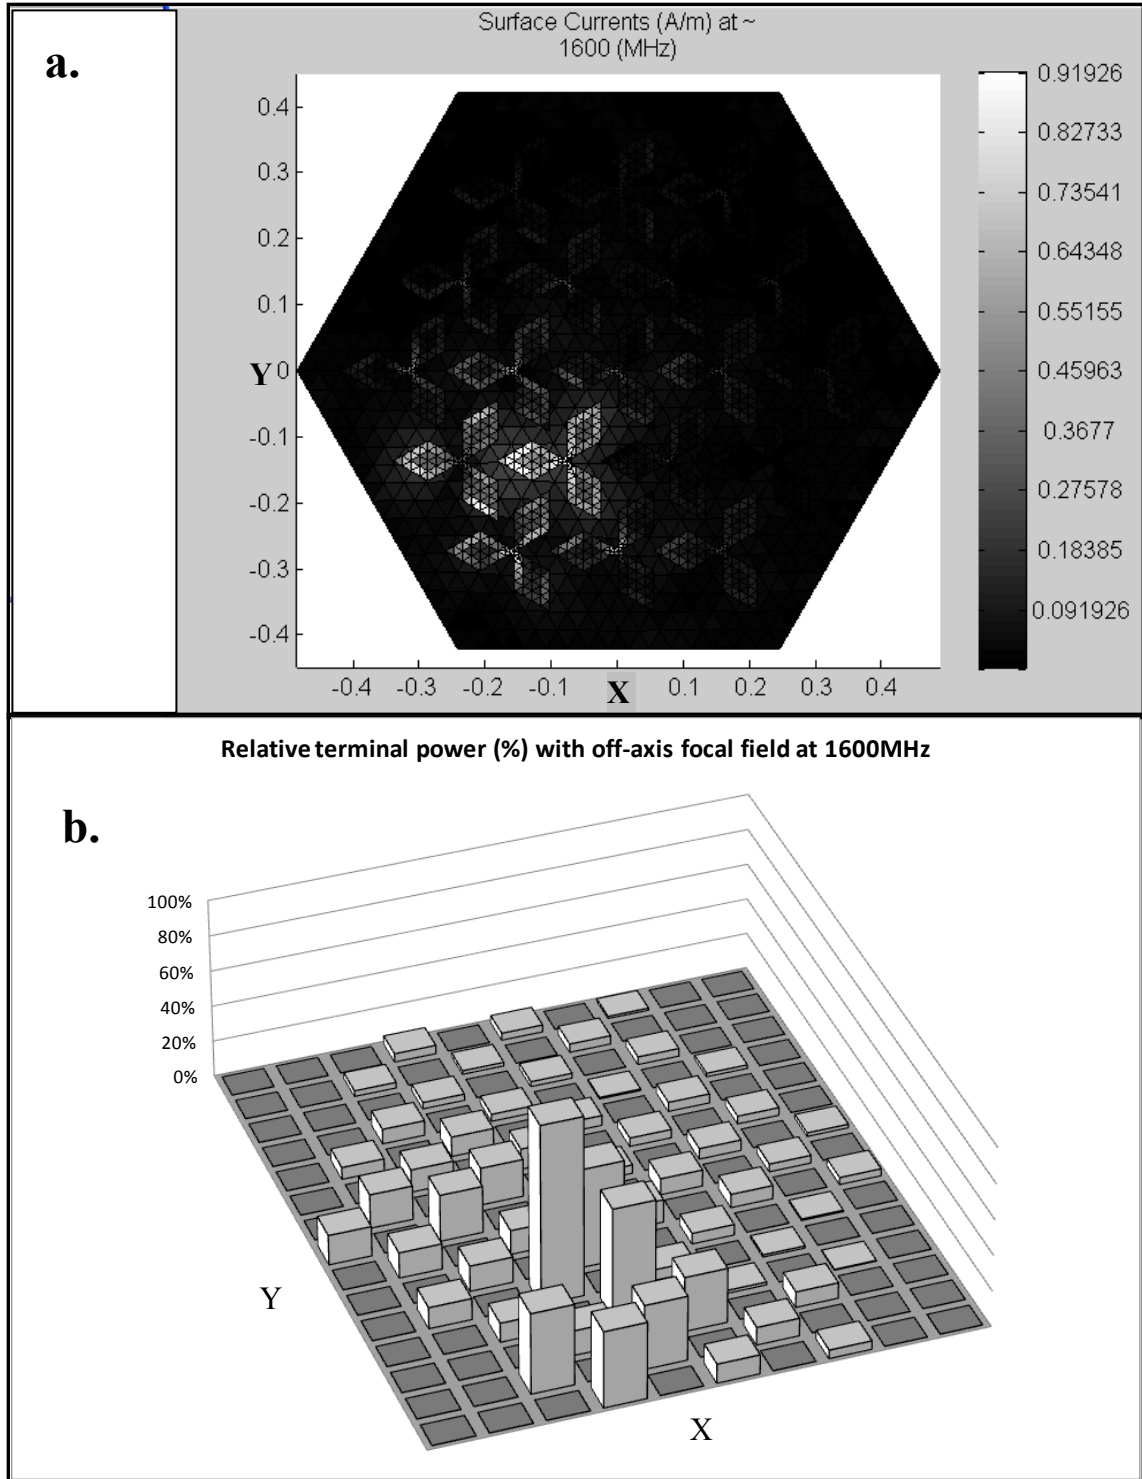 a.
Surface Currents (A/m) at ~
1600 (MHz)
0.4
0.3
0.2
0.1
Y 0
-0.1
-0.2
-0.3
-0.4
-0.4 -0.3 -0.2 -0.1 X 0.1 0.2 0.3 0.4
0.91926
0.82733
0.73541
0.64348
0.55155
0.45963
0.3677
0.27578
0.18385
0.091926
Relative terminal power (%) with off-axis focal field at 1600MHz
b.
100%
80%
60%
40%
20%
0%
Y
X